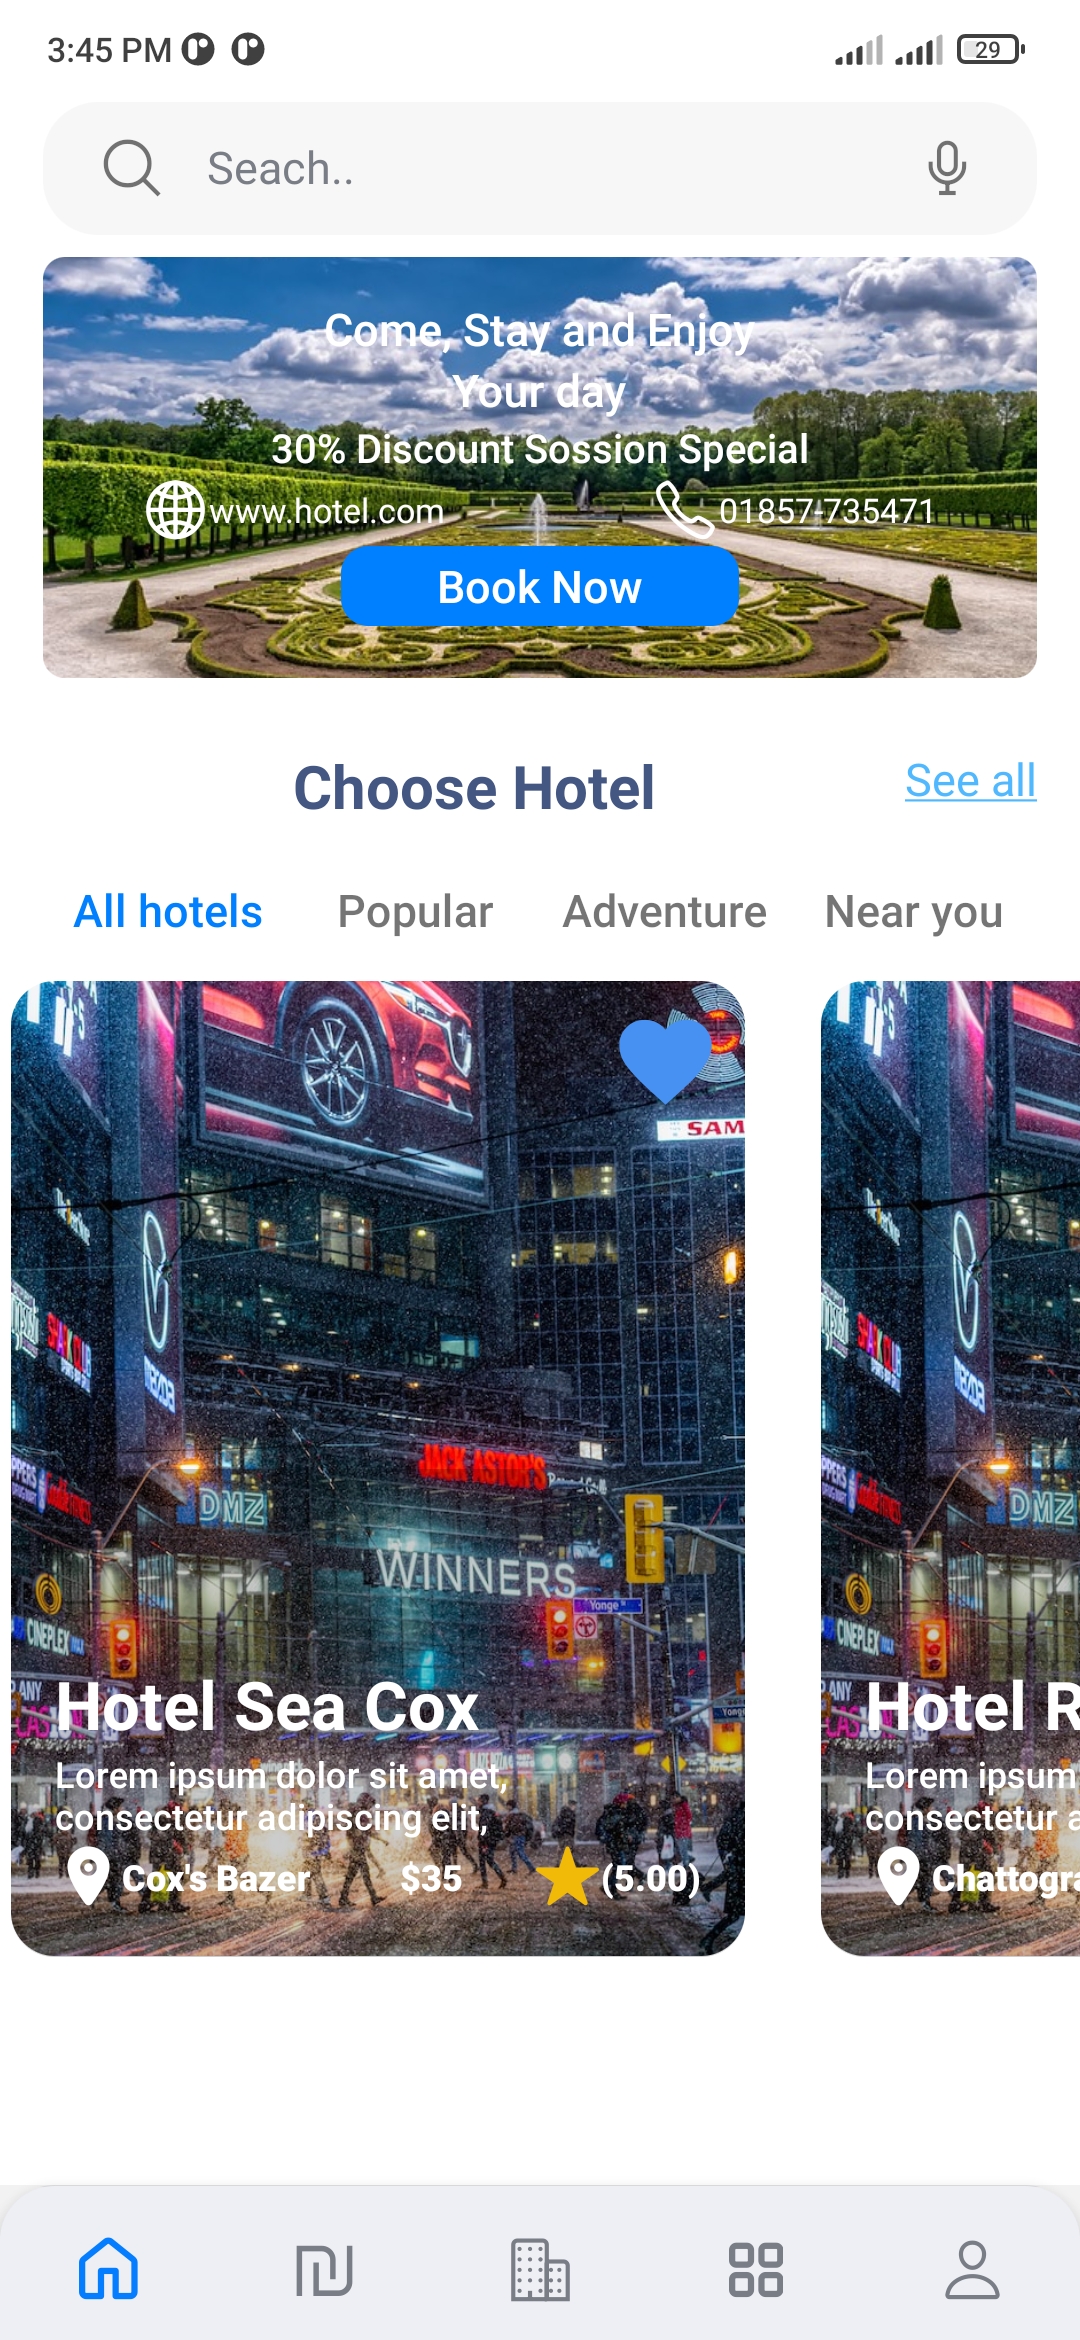 3:45 PM
29
Seach..
Come, Stay and Enjoy
Your day
30% Discount Sossion Special
www.hotel.com 01857-735471
Book Now
Choose Hotel See all
All hotels Popular Adventure Near you
SAM
MAZDA
JACK ASTOR'S
DMZ
DMZ
WINNERS
Yonge
CINEPLEX
CINEPLEX
Hotel Sea Cox
Lorem ipsum dolor sit amet,
consectetur adipiscing elit,
Cox's Bazer $35 (5.00)
Hotel R
Lorem ipsum
consectetur a
Chattogra